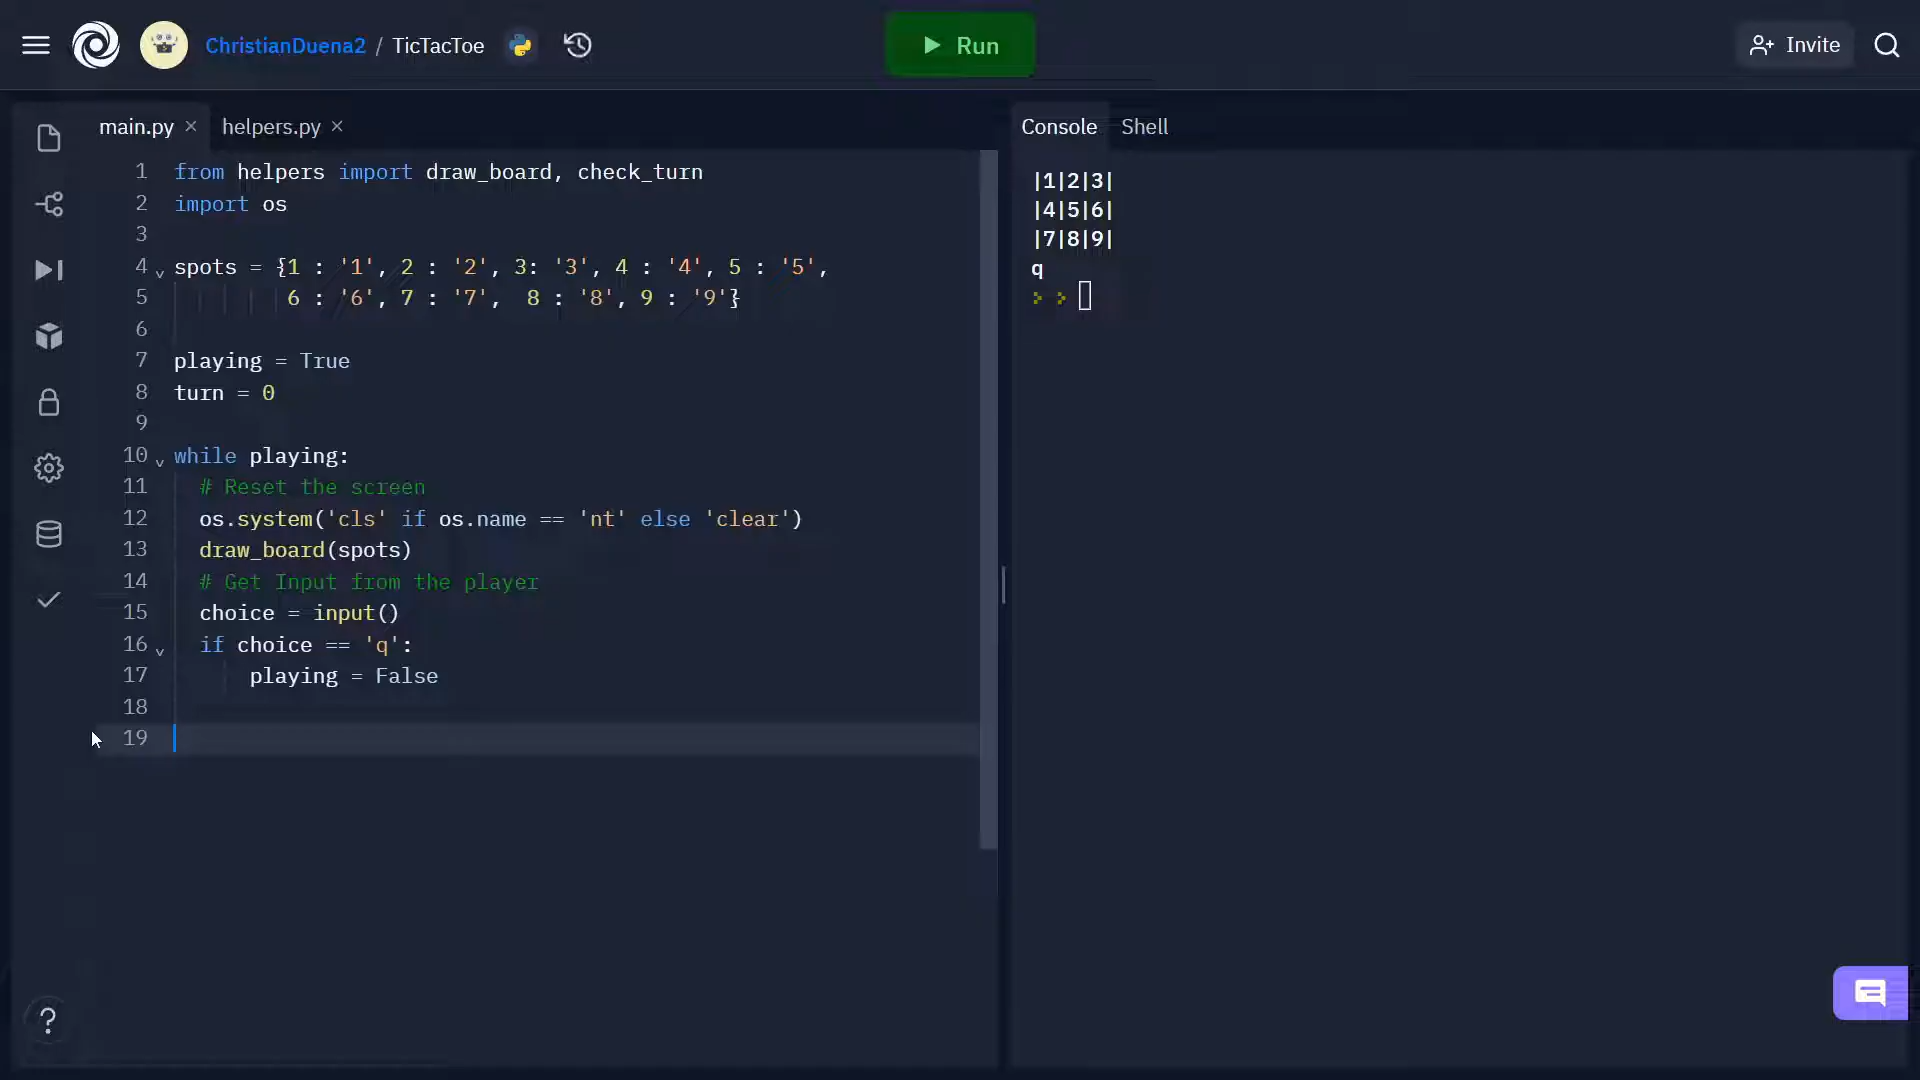 ChristianDuena2 / TicTacToe
Run
Invite
main.py
helpers.py
Console
Shell
1 from helpers import draw_board, check_turn
2 import os
3
4 spots = {1 : '1', 2 : '2', 3: '3', 4 : '4', 5 : '5',
5 6 : '6', 7 : '7',  8 : '8', 9 : '9'}
6
7 playing = True
8 turn = 0
9
10 while playing:
11   # Reset the screen
12   os.system('cls' if os.name == 'nt' else 'clear')
13   draw_board(spots)
14   # Get Input from the player
15   choice = input()
16   if choice == 'q':
17       playing = False
18
19
|1|2|3|
|4|5|6|
|7|8|9|
q